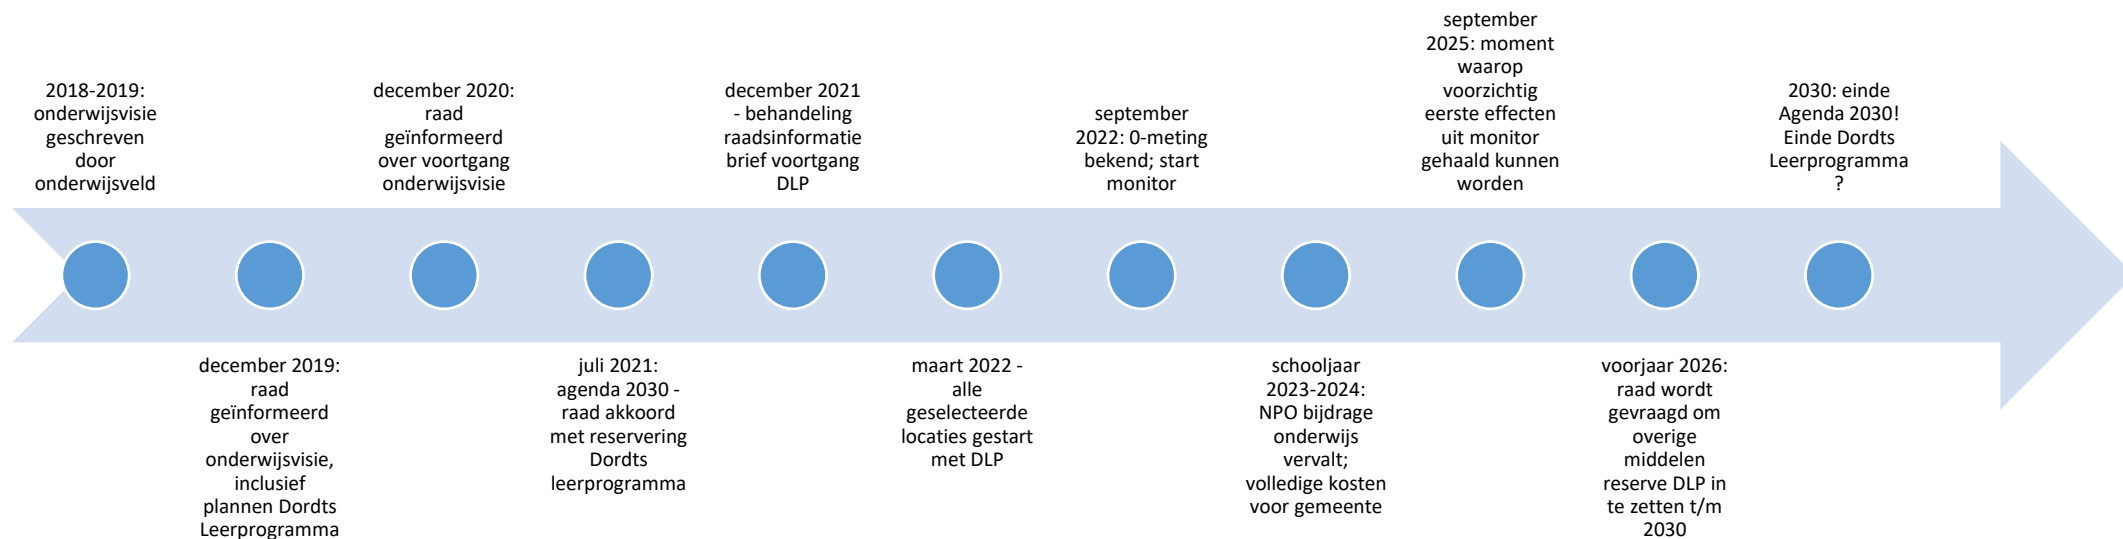 2018-2019:
onderwijsvisie
geschreven
door
onderwijsveld
december 2019:
raad
geïnformeerd
over
onderwijsvisie,
inclusief
plannen Dordts
Leerprogramma
december 2020:
raad
geïnformeerd
over voortgang
onderwijsvisie
juli 2021:
agenda 2030 -
raad akkoord
met reservering
Dordts
leerprogramma
december 2021
- behandeling
raadsinformatie
brief voortgang
DLP
maart 2022 -
alle
geselecteerde
locaties gestart
met DLP
september
2022: 0-meting
bekend; start
monitor
schooljaar
2023-2024:
NPO bijdrage
onderwijs
vervalt;
volledige kosten
voor gemeente
september
2025: moment
waarop
voorzichtig
eerste effecten
uit monitor
gehaald kunnen
worden
voorjaar 2026:
raad wordt
gevraagd om
overige
middelen
reserve DLP in
te zetten t/m
2030
2030: einde
Agenda 2030!
Einde Dordts
Leerprogramma
?